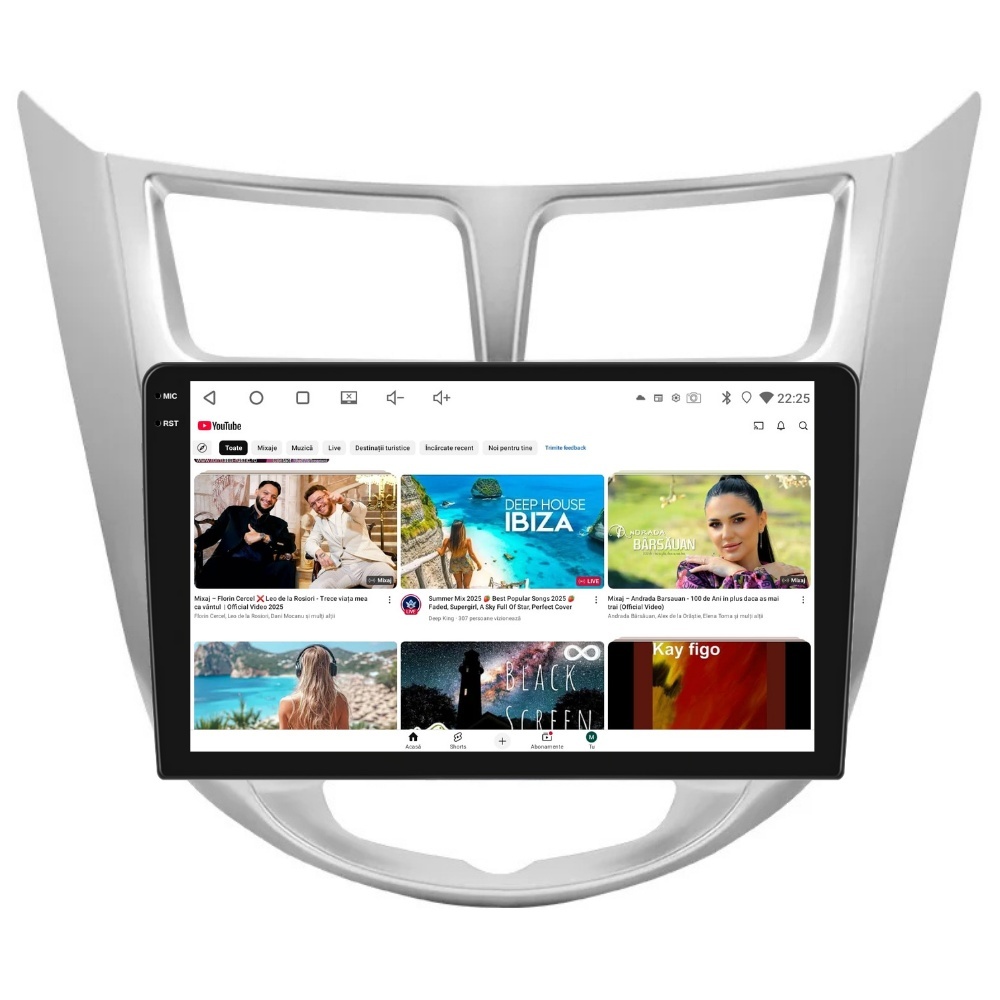 MIC
RST
22:25
YouTube
Toate Mixaje Muzică Live Destinații turistice Încărcate recent Noi pentru tine Trimite feedback
DEEP HOUSE
IBIZA
ANDRADA
BĂRSĂUAN
Mixaj
LIVE
Mixaj
Mixaj – Florin Cercel ❌ Leo de la Rosiori - Trece viața mea
ca vântul | Official Video 2025
Florin Cercel, Leo de la Rosiori, Dani Mocanu și mulți alții
LIVE
Summer Mix 2025 🍓 Best Popular Songs 2025 🍓
Faded, Supergirl, A Sky Full Of Star, Perfect Cover
Deep King · 307 persoane vizionează
Mixaj – Andrada Barsauan - 100 de Ani in plus daca as mai
trai (Official Video)
Andrada Bărsăuan, Alex de la Orăștie, Elena Toma și mulți alții
BLACK
SCREEN
Kay figo
Acasă Shorts Abonamente M Tu